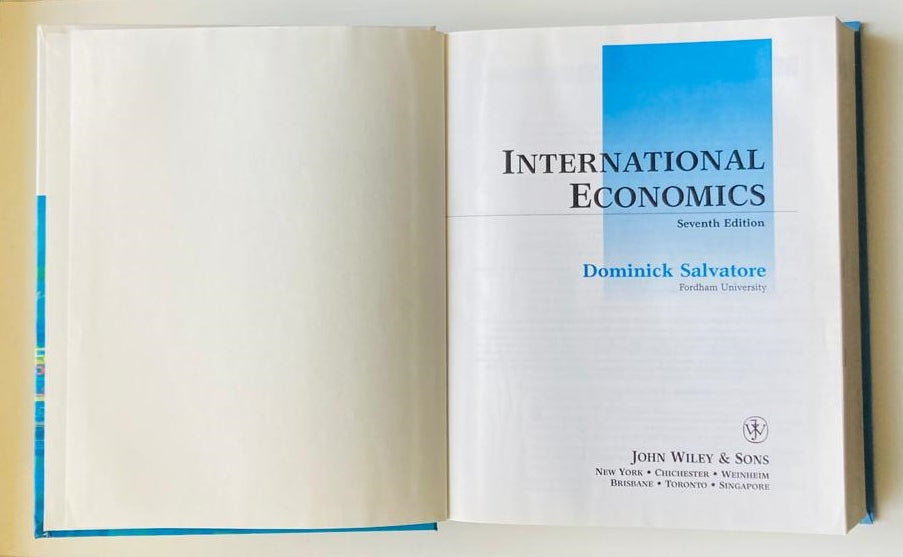 INTERNATIONAL
ECONOMICS
Seventh Edition
Dominick Salvatore
Fordham University
JOHN WILEY & SONS
NEW YORK • CHICHESTER • WEINHEIM
BRISBANE • TORONTO • SINGAPORE